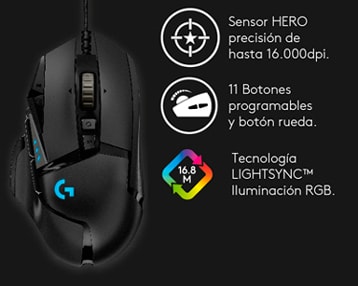 Sensor HERO
precisión de
hasta 16.000dpi.
11 Botones
programables
y botón rueda.
16.8
M
Tecnología
LIGHTSYNC™
Iluminación RGB.
G